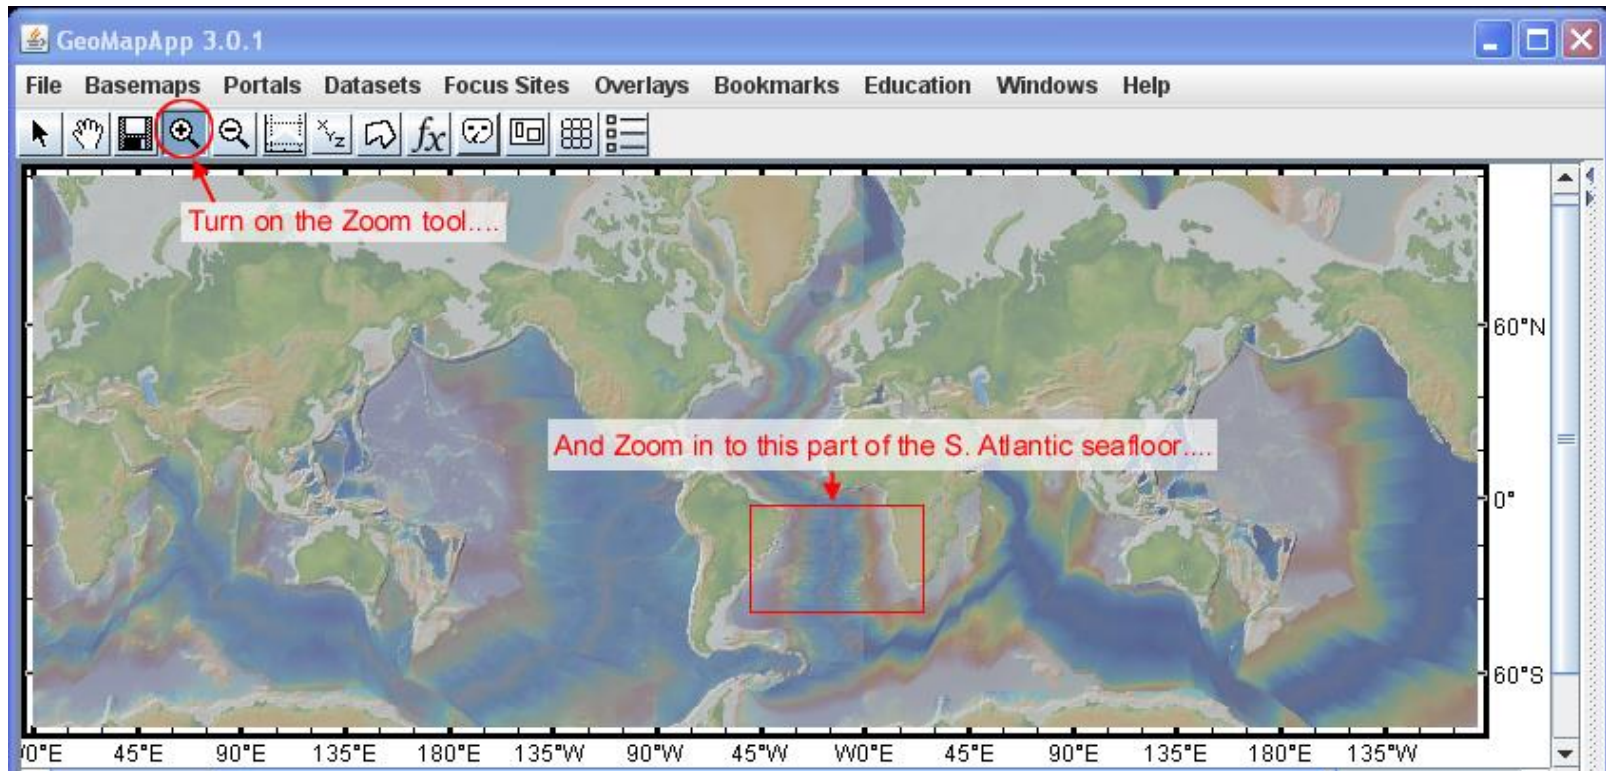 GeoMapApp 3.0.1
File Basemaps Portals Datasets Focus Sites Overlays Bookmarks Education Windows Help
XYZ fx
Turn on the Zoom tool....
60°N
And Zoom in to this part of the S. Atlantic seafloor....
0°
60°S
45°E 90°E 135°E 180°E 135°W 90°W 45°W 0°E 45°E 90°E 135°E 180°E 135°W